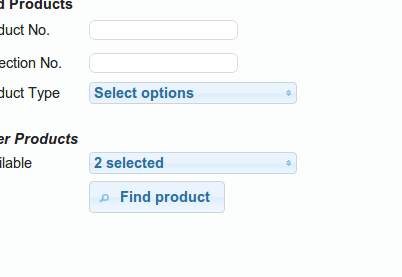 d Products
duct No.
ection No.
duct Type Select options
er Products
ilable 2 selected
Find product